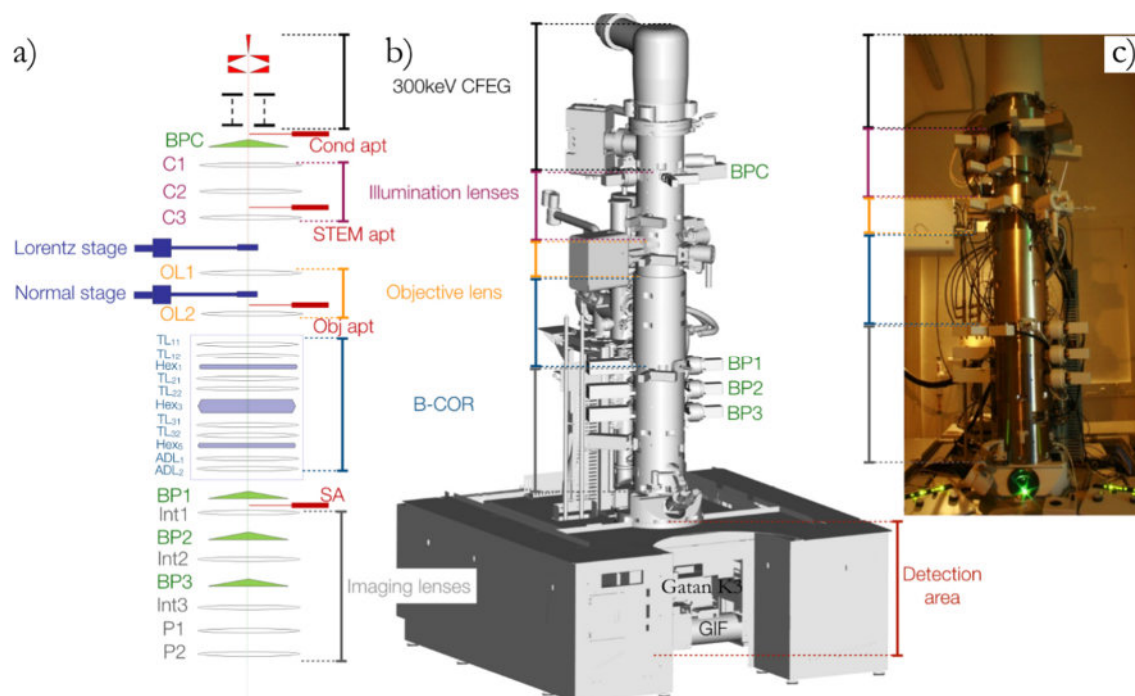 a)
BPC
Cond apt
C1
C2
Illumination lenses
C3
STEM apt
Lorentz stage
OL1
Normal stage
Objective lens
OL2
Obj apt
TL11
TL12
Hex1
TL21
TL22
Hex3
B-COR
TL31
TL32
Hex5
ADL1
ADL2
BP1
SA
Int1
BP2
Int2
BP3
Imaging lenses
Int3
P1
P2
b)
300keV CFEG
BPC
BP1
BP2
BP3
Gatan K3
GIF
Detection
area
c)